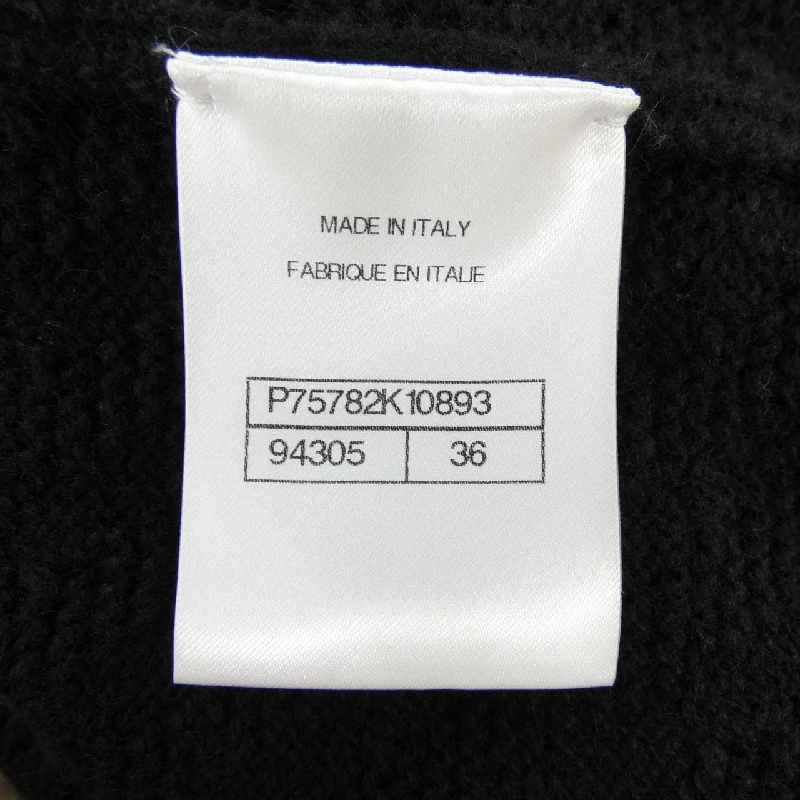 MADE IN ITALY
FABRIQUE EN ITALIE
P75782K10893
94305 36